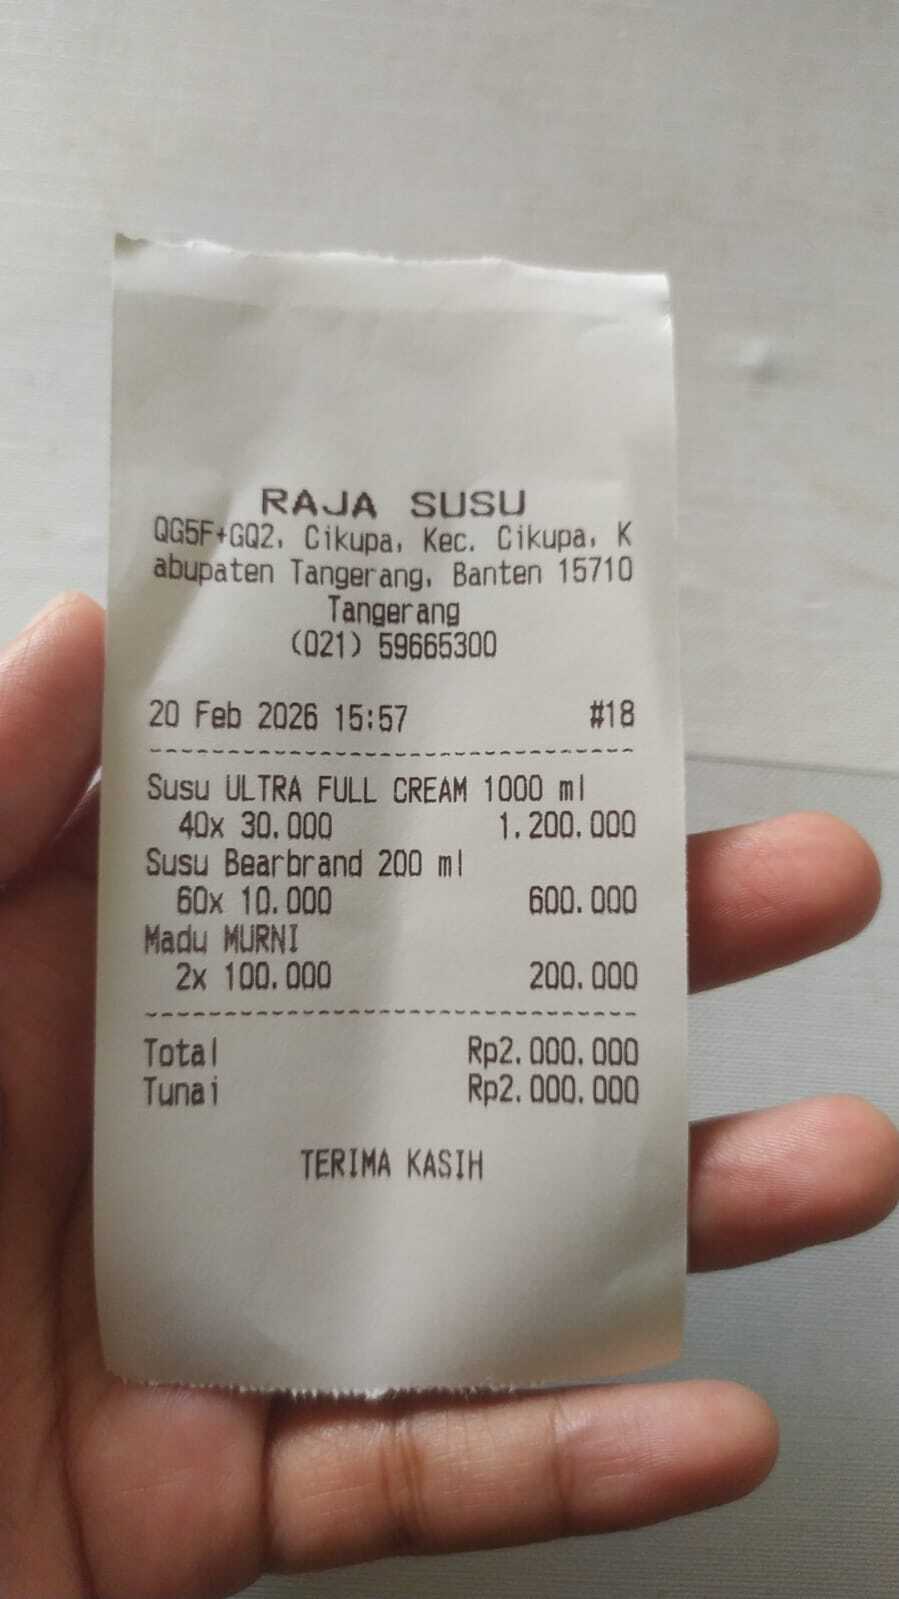 RAJA SUSU
QG5F+GQ2, Cikupa, Kec. Cikupa, K
abupaten Tangerang, Banten 15710
Tangerang
(021) 59665300
20 Feb 2026 15:57 #18
Susu ULTRA FULL CREAM 1000 ml
40x 30.000 1.200.000
Susu Bearbrand 200 ml
60x 10.000 600.000
Madu MURNI
2x 100.000 200.000
Total Rp2.000.000
Tunai Rp2.000.000
TERIMA KASIH